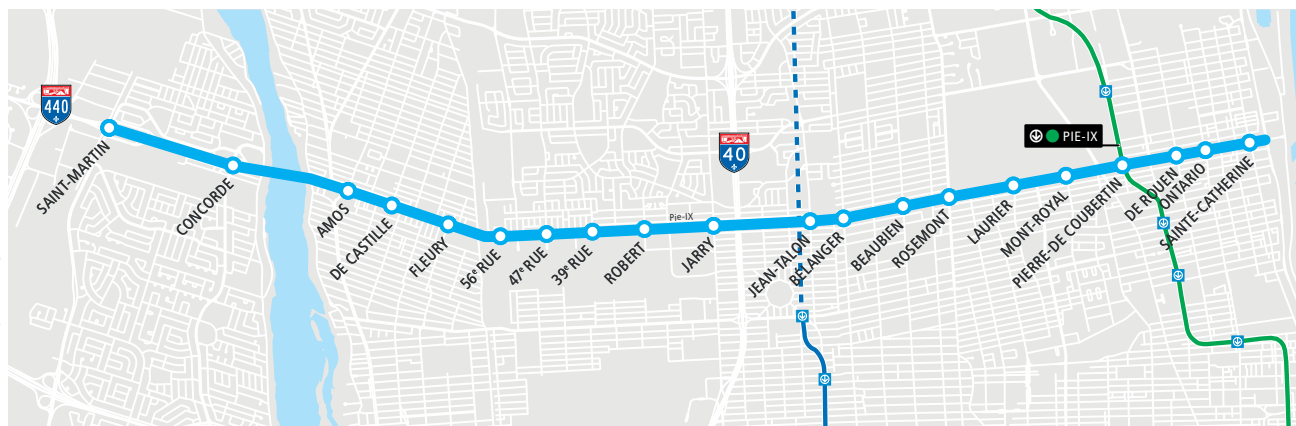 440
SAINT-MARTIN
CONCORDE
AMOS
DE CASTILLE
FLEURY
56e RUE
47e RUE
39e RUE
ROBERT
Pie-IX
JARRY
40
JEAN-TALON
BÉLANGER
BEAUBIEN
ROSEMONT
LAURIER
MONT-ROYAL
PIE-IX
PIERRE-DE COUBERTIN
DE ROUEN
ONTARIO
SAINTE-CATHERINE